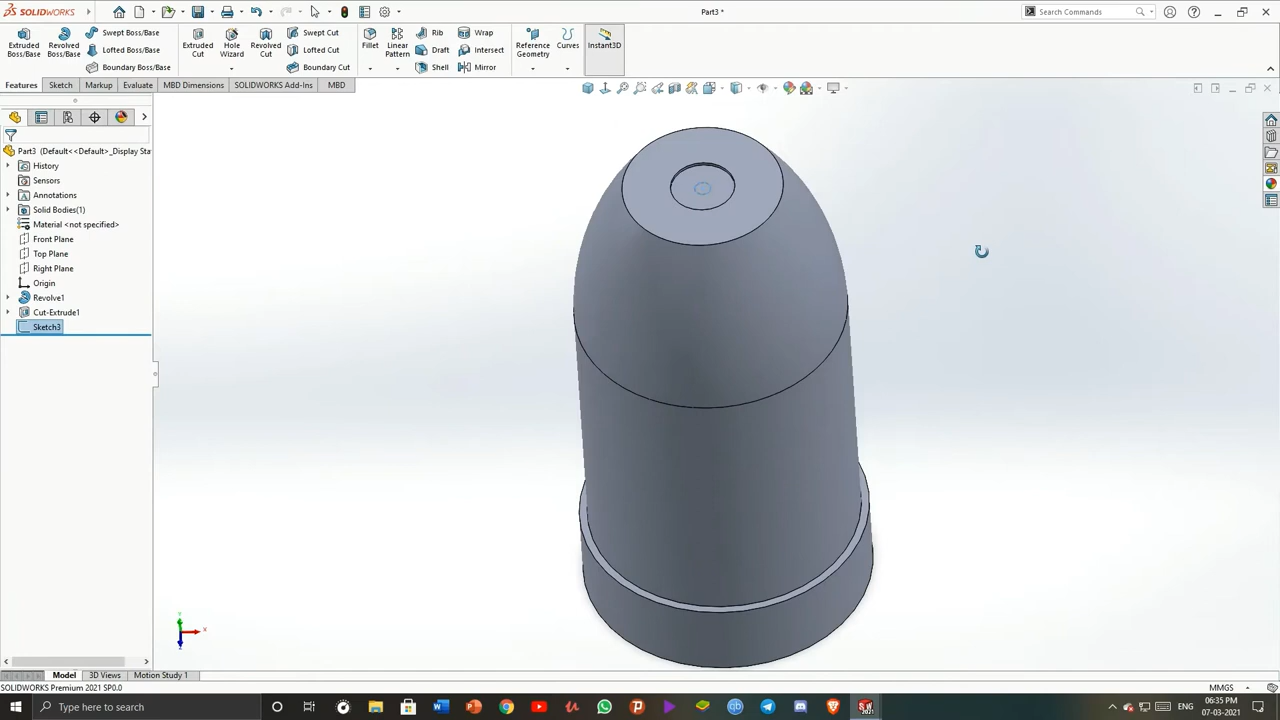 SOLIDWORKS
Part3 *
Search Commands
Extruded Boss/Base
Revolved Boss/Base
Swept Boss/Base
Lofted Boss/Base
Boundary Boss/Base
Extruded Cut
Hole Wizard
Revolved Cut
Swept Cut
Lofted Cut
Boundary Cut
Fillet
Linear Pattern
Rib
Draft
Shell
Wrap
Intersect
Mirror
Reference Geometry
Curves
Instant3D
Features
Sketch
Markup
Evaluate
MBD Dimensions
SOLIDWORKS Add-Ins
MBD
Part3 (Default<<Default>_Display Sta
History
Sensors
Annotations
Solid Bodies(1)
Material <not specified>
Front Plane
Top Plane
Right Plane
Origin
Revolve1
Cut-Extrude1
Sketch3
Y
X
Z
Model
3D Views
Motion Study 1
SOLIDWORKS Premium 2021 SP0.0
MMGS
Type here to search
ENG
06:35 PM
07-03-2021